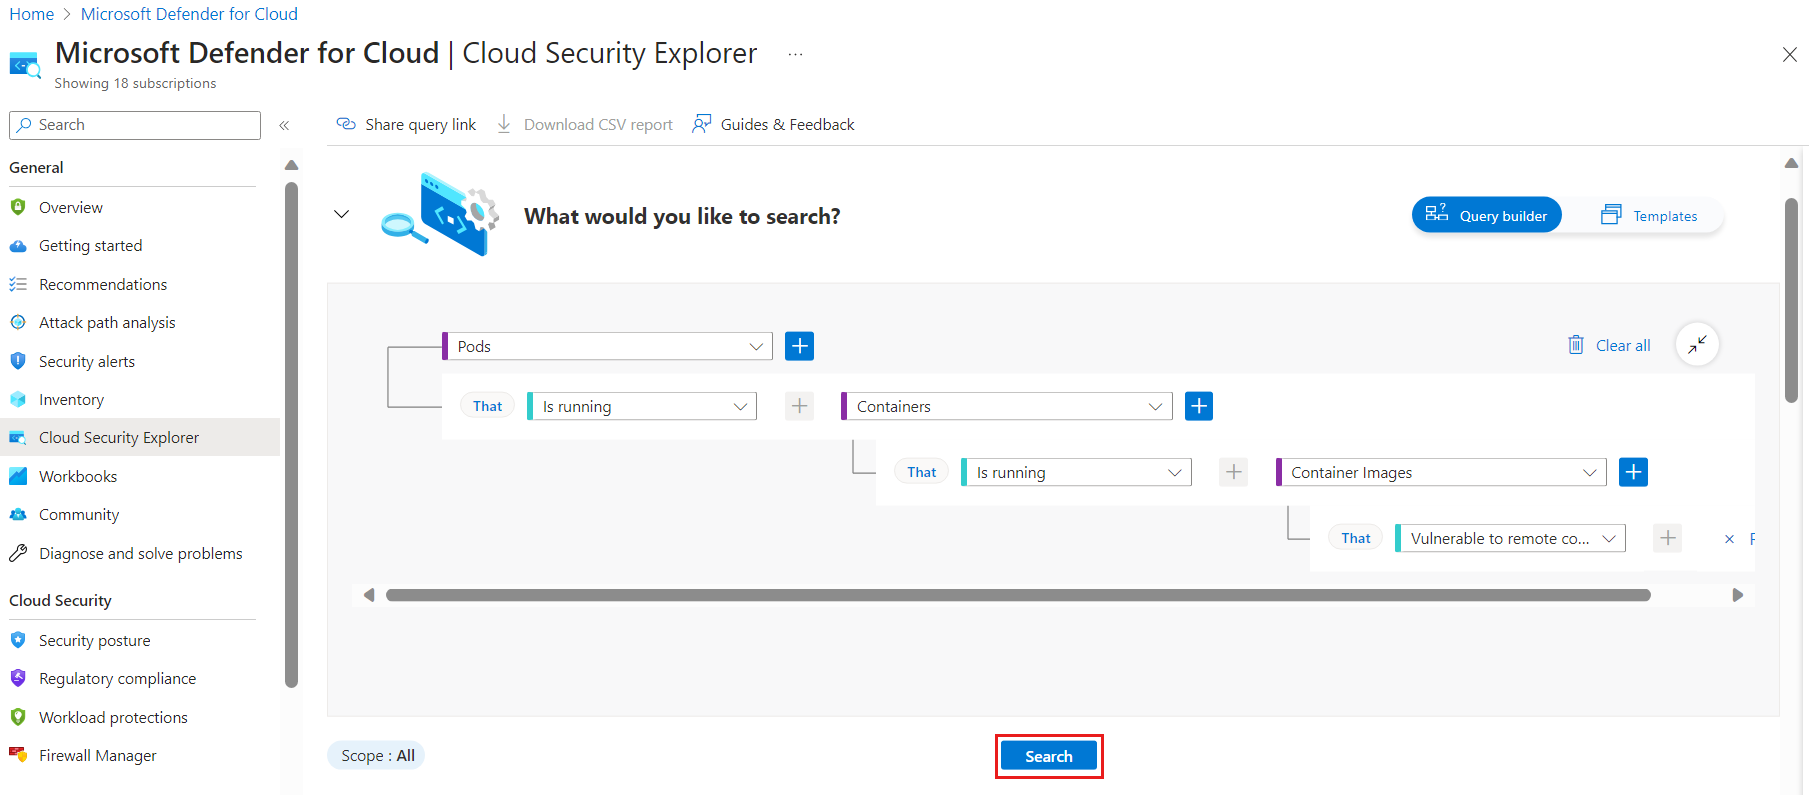 Home > Microsoft Defender for Cloud
Microsoft Defender for Cloud | Cloud Security Explorer ...
Showing 18 subscriptions
Search «
Share query link Download CSV report Guides & Feedback
General
Overview
Getting started
Recommendations
Attack path analysis
Security alerts
Inventory
Cloud Security Explorer
Workbooks
Community
Diagnose and solve problems
Cloud Security
Security posture
Regulatory compliance
Workload protections
Firewall Manager
What would you like to search?
Query builder Templates
Pods
Clear all
That Is running Containers
That Is running Container Images
That Vulnerable to remote co...
Scope : All
Search